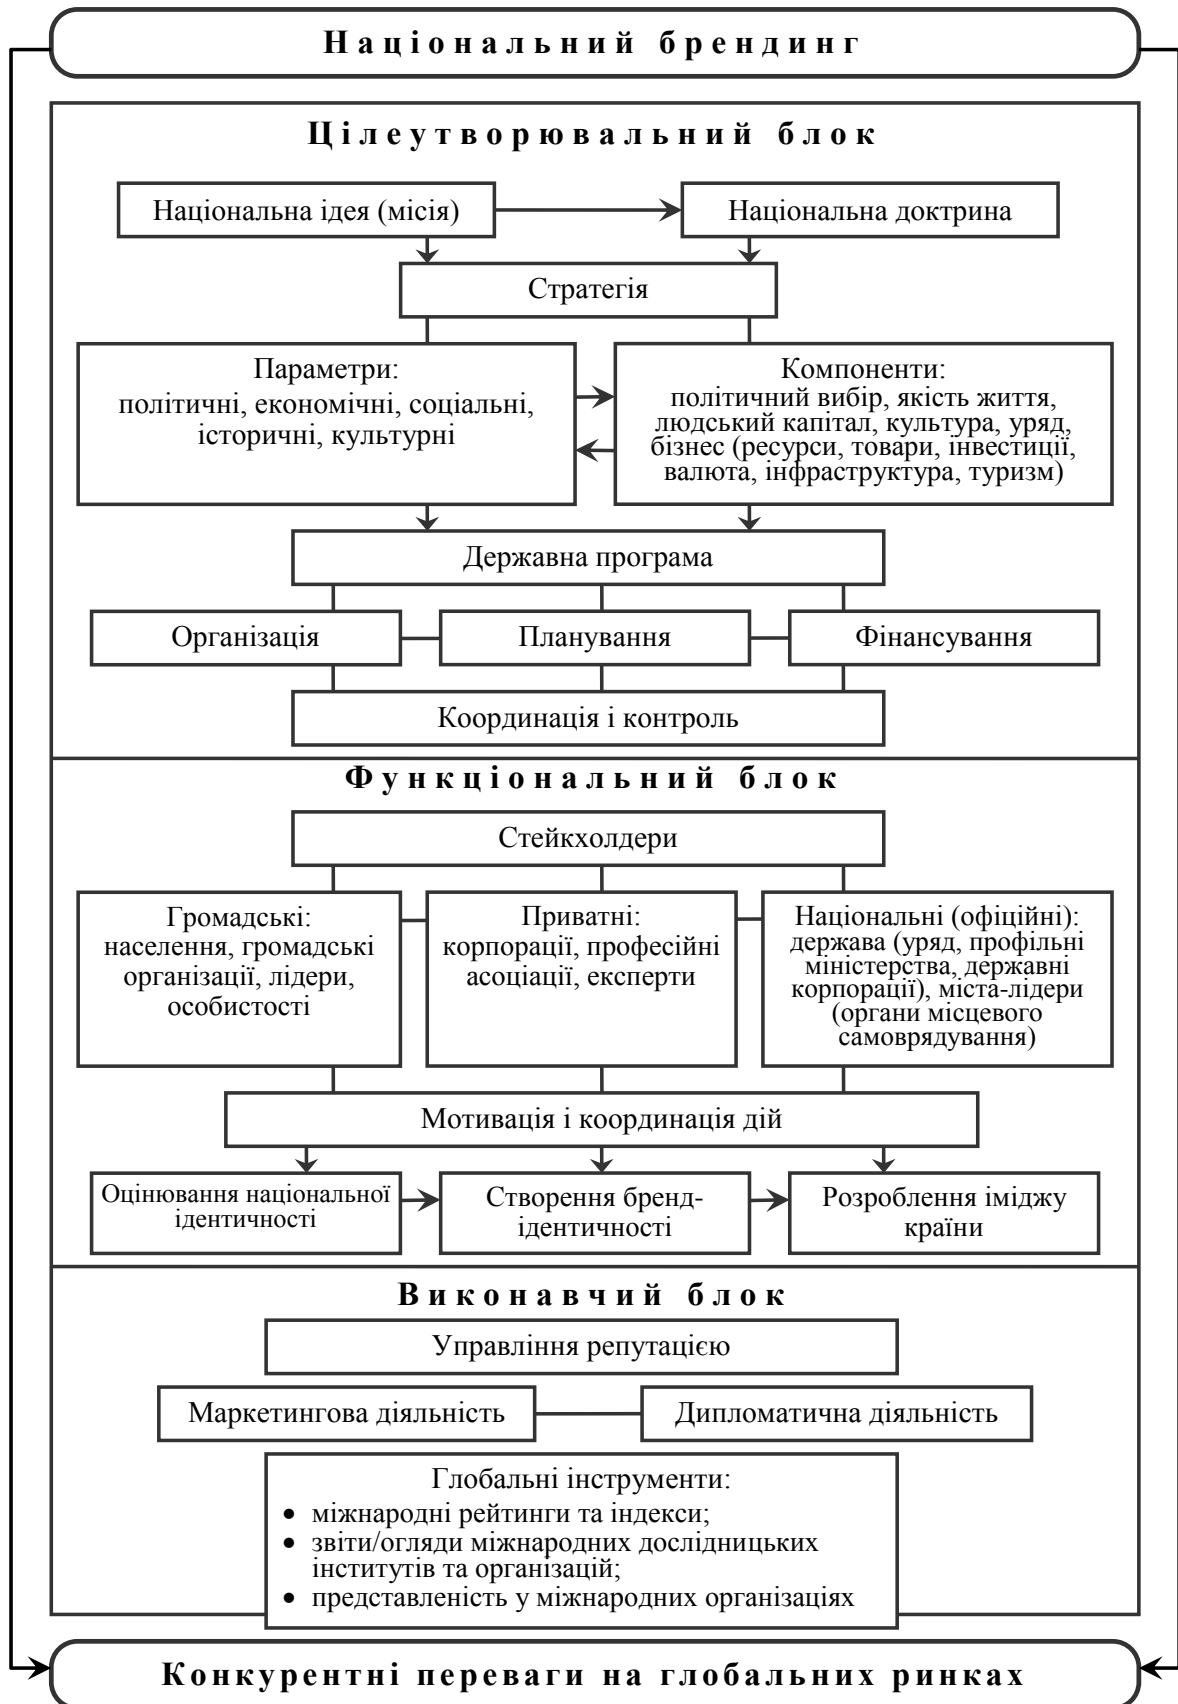 Національний брендинг
Цілеутворювальний блок
Національна ідея (місія)
Національна доктрина
Стратегія
Параметри:
політичні, економічні, соціальні,
історичні, культурні
Компоненти:
політичний вибір, якість життя,
людський капітал, культура, уряд,
бізнес (ресурси, товари, інвестиції,
валюта, інфраструктура, туризм)
Державна програма
Організація
Планування
Фінансування
Координація і контроль
Функціональний блок
Стейкхолдери
Громадські:
населення, громадські
організації, лідери,
особистості
Приватні:
корпорації, професійні
асоціації, експерти
Національні (офіційні):
держава (уряд, профільні
міністерства, державні
корпорації), міста-лідери
(органи місцевого
самоврядування)
Мотивація і координація дій
Оцінювання національної
ідентичності
Створення бренд-
ідентичності
Розроблення іміджу
країни
Виконавчий блок
Управління репутацією
Маркетингова діяльність
Дипломатична діяльність
Глобальні інструменти:
• міжнародні рейтинги та індекси;
• звіти/огляди міжнародних дослідницьких
інститутів та організацій;
• представленість у міжнародних організаціях
Конкурентні переваги на глобальних ринках